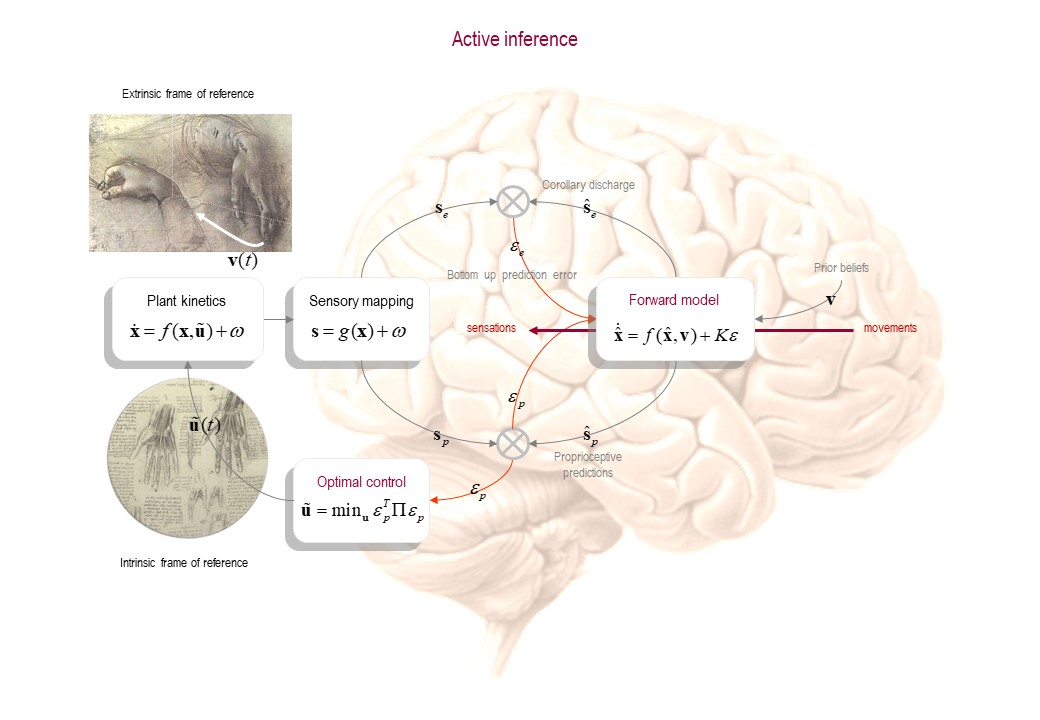 Active inference
Extrinsic frame of reference
v(t)
Corollary discharge
s_e
ŝ_e
ε_e
Bottom up prediction error
Prior beliefs
v
Plant kinetics
ẋ = f(x,ũ)+ω
Sensory mapping
s = g(x)+ω
sensations
Forward model
x̂̇ = f(x̂,v)+Kε
movements
ũ(t)
ε_p
s_p
ŝ_p
Proprioceptive
predictions
ε_p
Optimal control
ũ = min_u ε_p^T Π ε_p
Intrinsic frame of reference